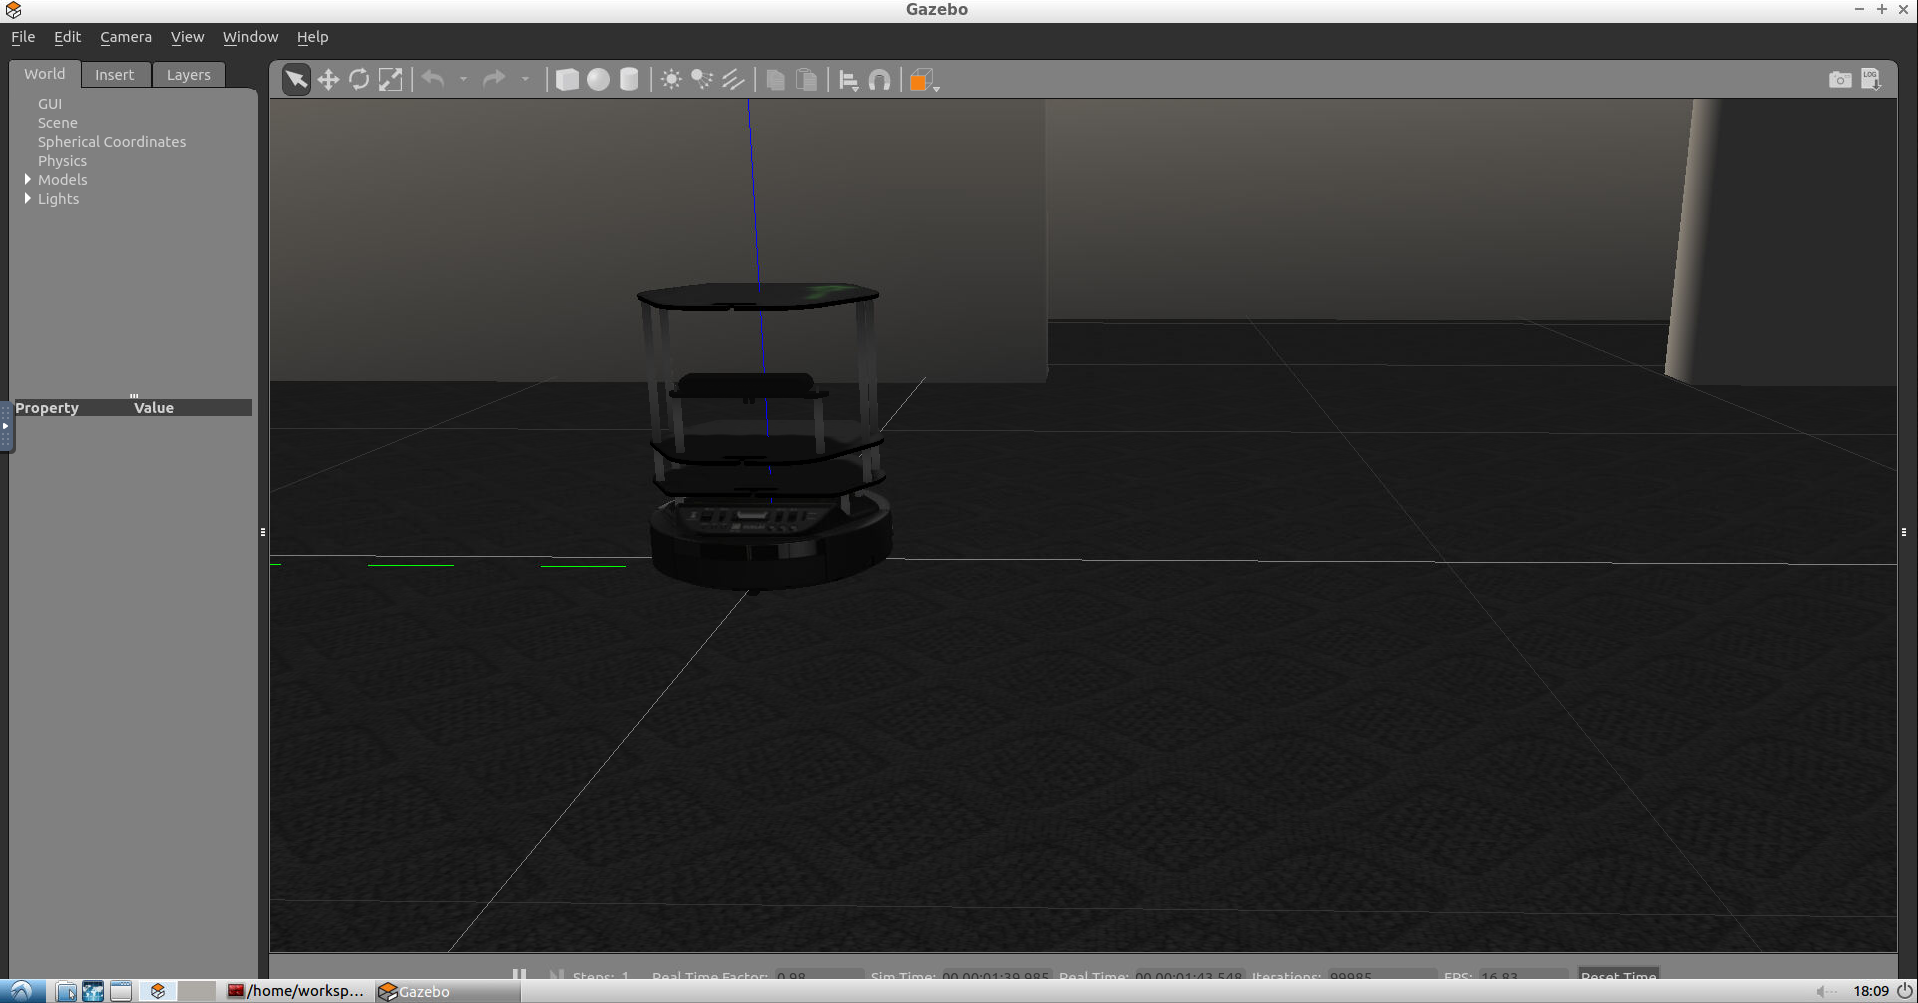 Gazebo
File Edit Camera View Window Help
World Insert Layers
GUI
Scene
Spherical Coordinates
Physics
Models
Lights
Property Value
LOG
Steps: 1 Real Time Factor: 0.98 Sim Time: 00 00:01:39.985 Real Time: 00 00:01:43.548 Iterations: 99985 FPS: 16.83 Reset Time
/home/worksp... Gazebo 18:09